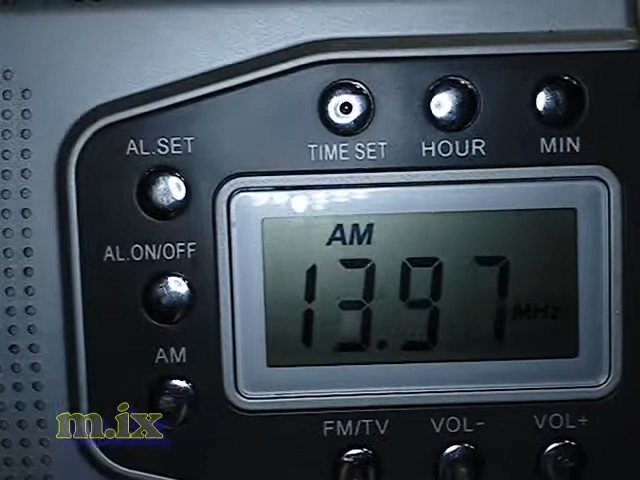 TIME SET HOUR MIN
AL.SET
AL.ON/OFF
AM
AM
13.97 MHz
m.ix
FM/TV VOL- VOL+